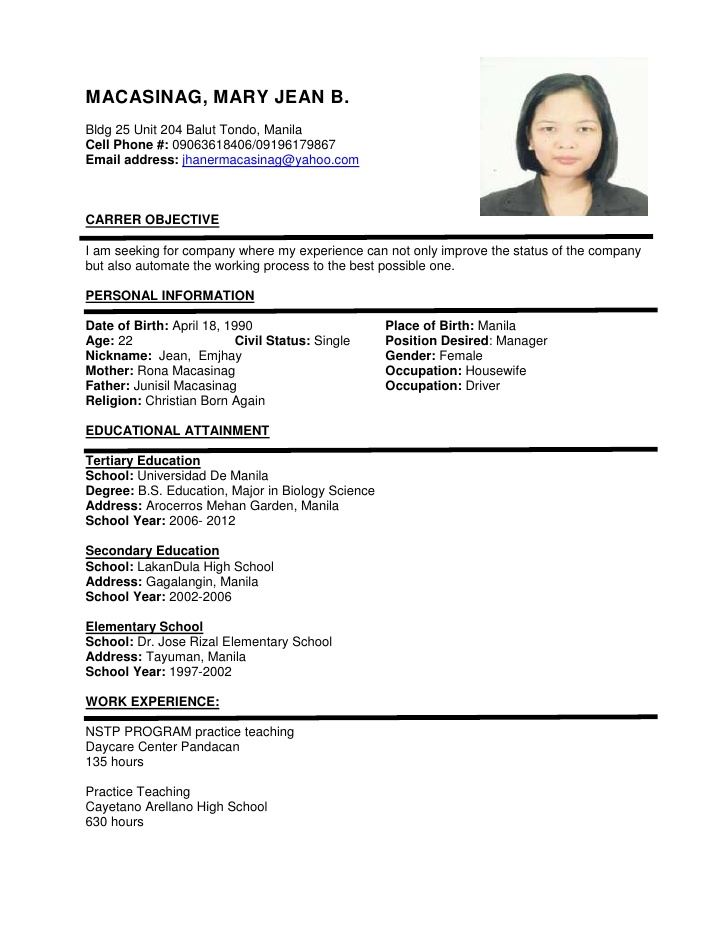 MACASINAG, MARY JEAN B.
Bldg 25 Unit 204 Balut Tondo, Manila
Cell Phone #: 09063618406/09196179867
Email address: jhanermacasinag@yahoo.com
CARRER OBJECTIVE
I am seeking for company where my experience can not only improve the status of the company
but also automate the working process to the best possible one.
PERSONAL INFORMATION
Date of Birth: April 18, 1990 Place of Birth: Manila
Age: 22 Civil Status: Single Position Desired: Manager
Nickname: Jean, Emjhay Gender: Female
Mother: Rona Macasinag Occupation: Housewife
Father: Junisil Macasinag Occupation: Driver
Religion: Christian Born Again
EDUCATIONAL ATTAINMENT
Tertiary Education
School: Universidad De Manila
Degree: B.S. Education, Major in Biology Science
Address: Arocerros Mehan Garden, Manila
School Year: 2006- 2012
Secondary Education
School: LakanDula High School
Address: Gagalangin, Manila
School Year: 2002-2006
Elementary School
School: Dr. Jose Rizal Elementary School
Address: Tayuman, Manila
School Year: 1997-2002
WORK EXPERIENCE:
NSTP PROGRAM practice teaching
Daycare Center Pandacan
135 hours
Practice Teaching
Cayetano Arellano High School
630 hours